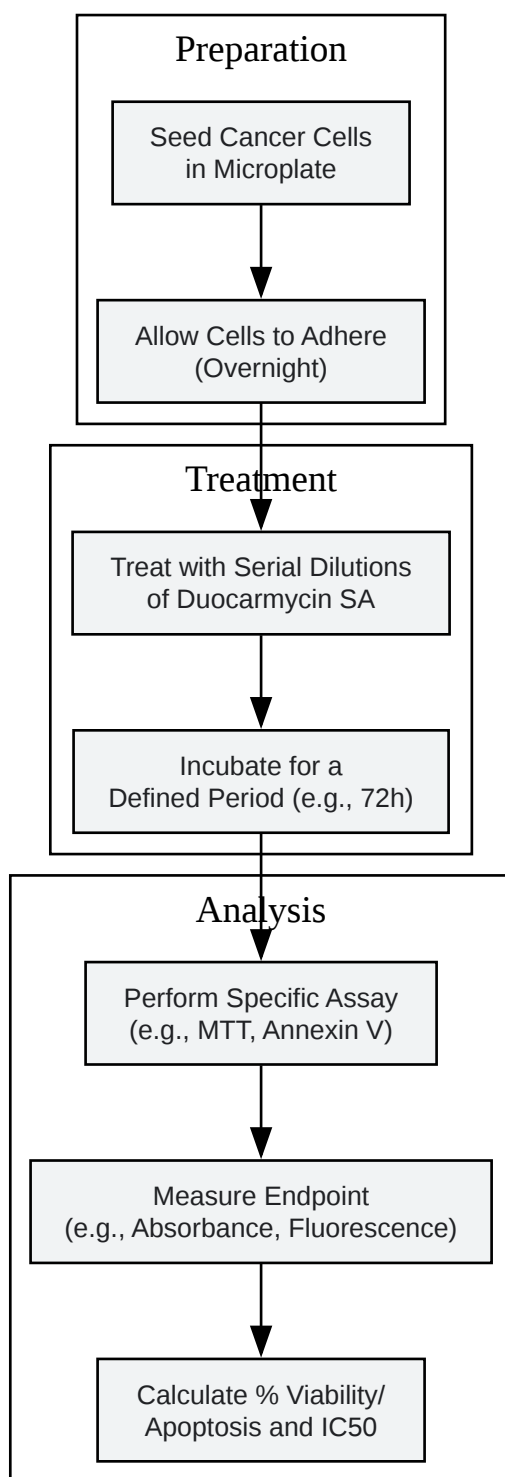 Preparation
Seed Cancer Cells
in Microplate
Allow Cells to Adhere
(Overnight)
Treatment
Treat with Serial Dilutions
of Duocarmycin SA
Incubate for a
Defined Period (e.g., 72h)
Analysis
Perform Specific Assay
(e.g., MTT, Annexin V)
Measure Endpoint
(e.g., Absorbance, Fluorescence)
Calculate % Viability/
Apoptosis and IC50